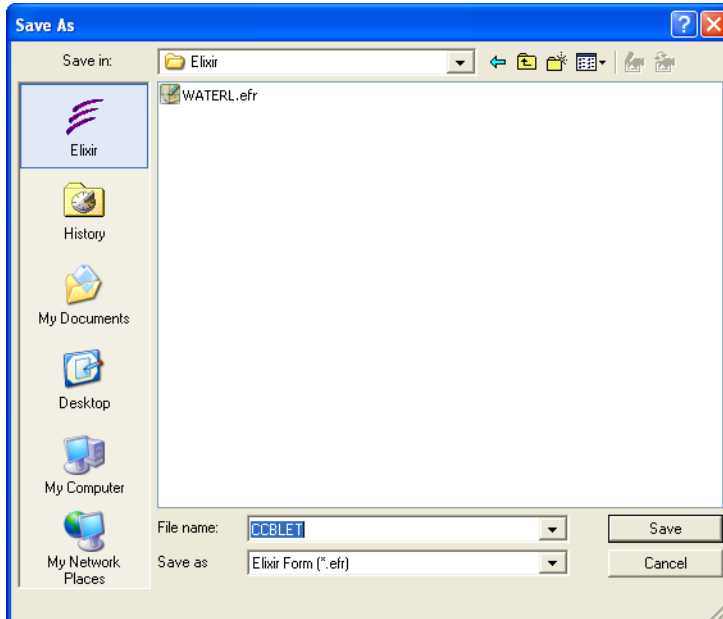 Save As
Save in:
Elixir
WATERL.efr
Elixir
History
My Documents
Desktop
My Computer
My Network
Places
File name:
CCBLET
Save
Save as
Elixir Form (*.efr)
Cancel